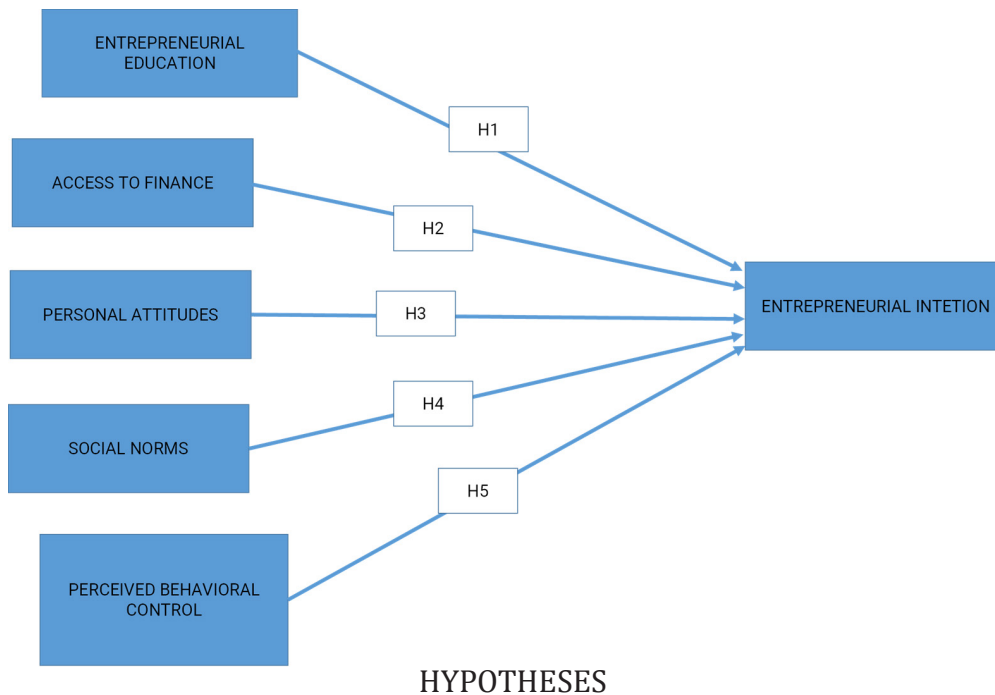 ENTREPRENEURIAL
EDUCATION
H1
ACCESS TO FINANCE
H2
PERSONAL ATTITUDES
H3
ENTREPRENEURIAL INTETION
SOCIAL NORMS
H4
PERCEIVED BEHAVIORAL
CONTROL
H5
HYPOTHESES